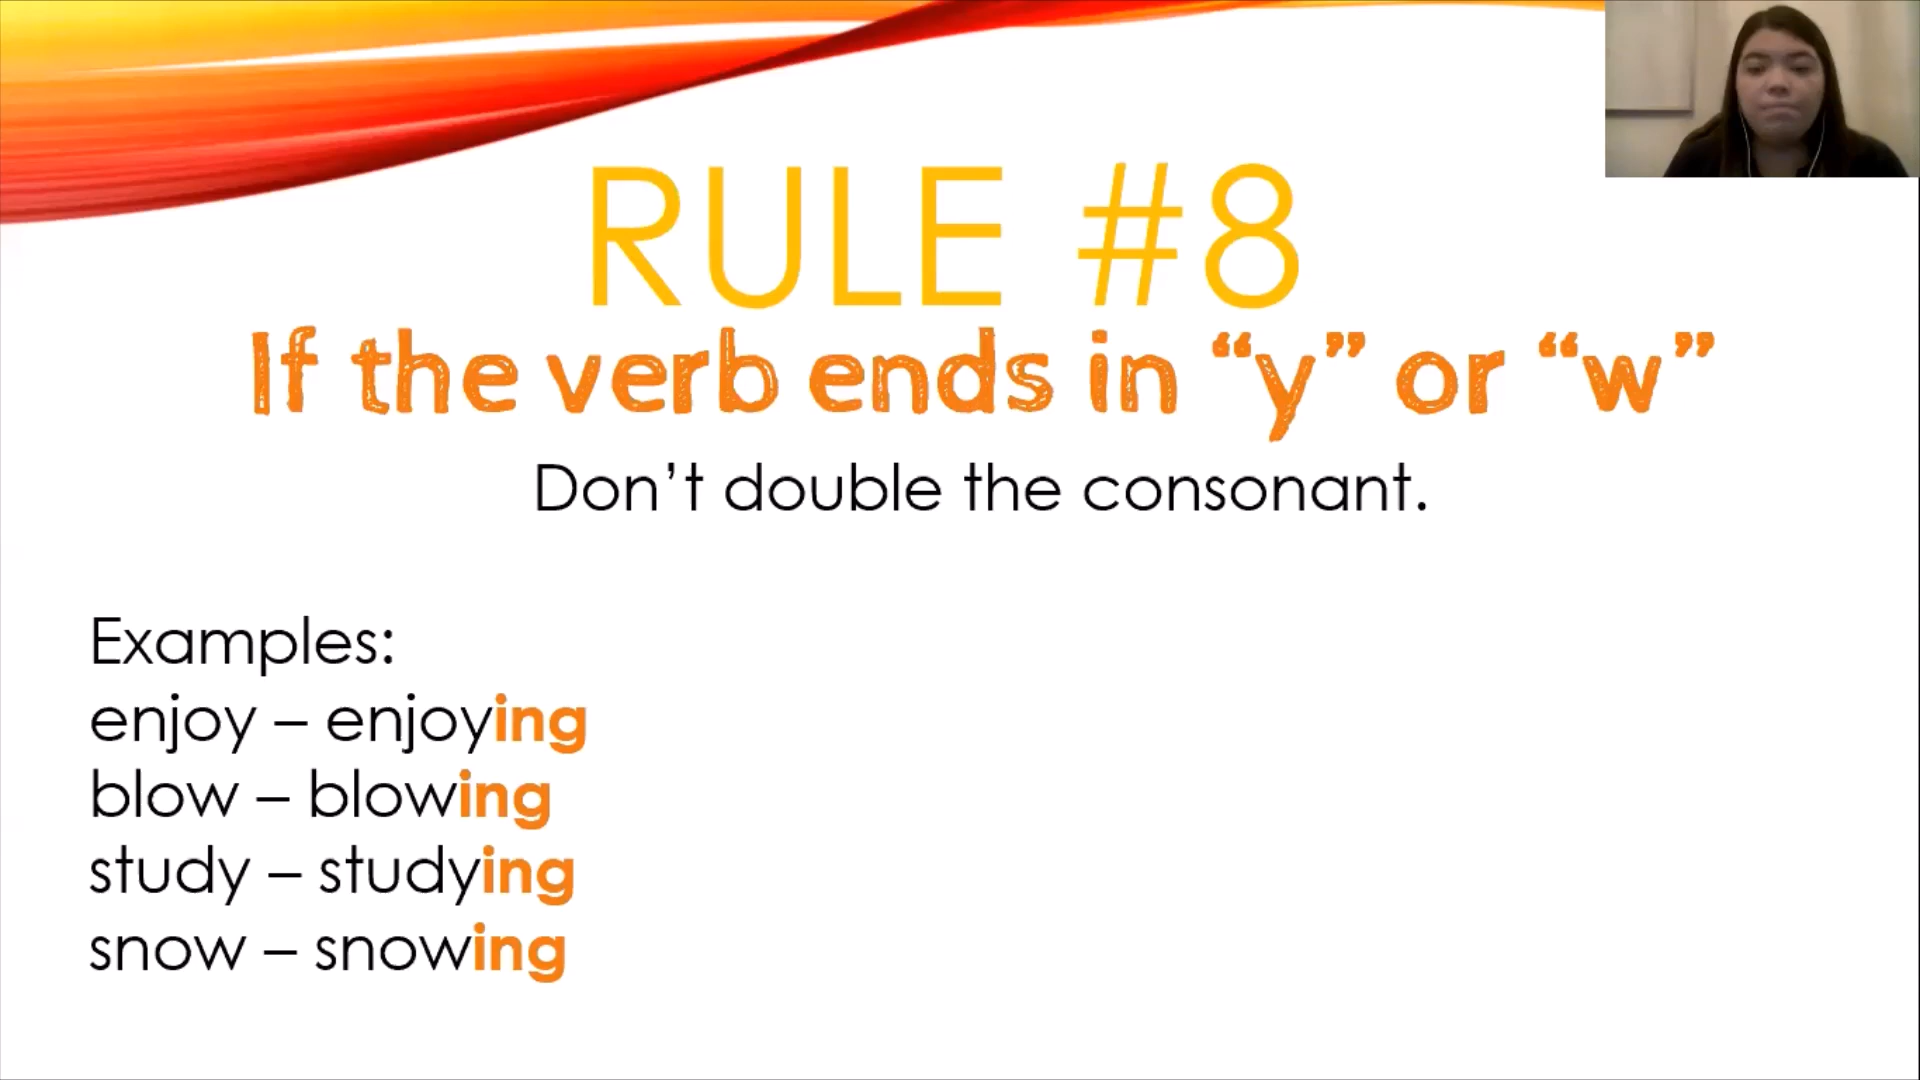 RULE #8
If the verb ends in “y” or “w”
Don’t double the consonant.
Examples:
enjoy – enjoying
blow – blowing
study – studying
snow – snowing